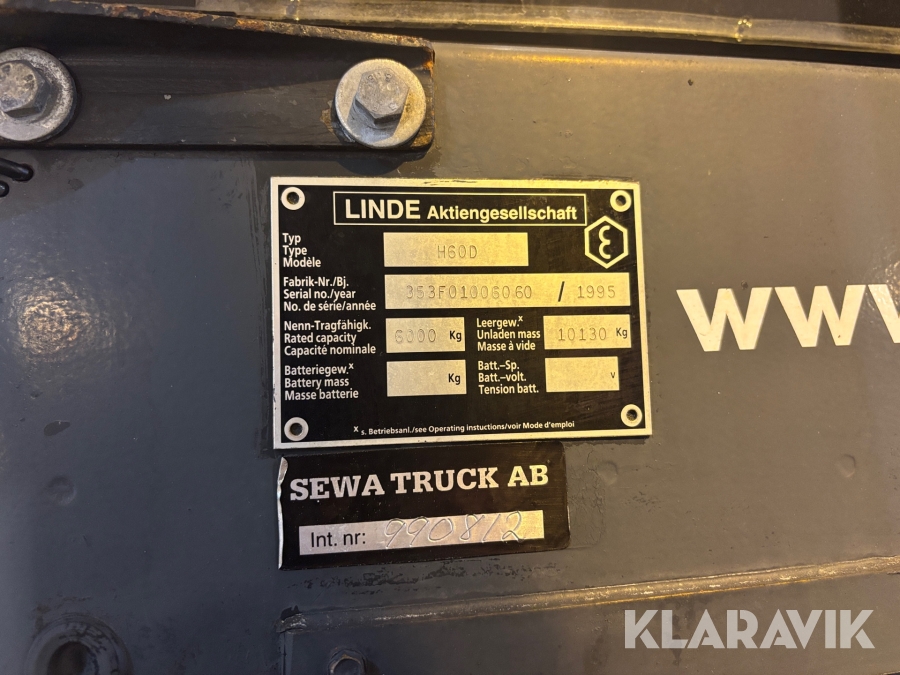 LINDE Aktiengesellschaft
Typ
Type
Modèle
H60D
Fabrik-Nr./Bj.
Serial no./year
No. de série/année
353F01006060 / 1995
Nenn-Tragfähigk.
Rated capacity
Capacité nominale
6000 Kg
Leergew.x
Unladen mass
Masse à vide
10130 Kg
Batteriegew.x
Battery mass
Masse batterie
Kg
Batt.-Sp.
Batt.-volt.
Tension batt.
V
x s. Betriebsanl./see Operating instuctions/voir Mode d'emploi
WWW
SEWA TRUCK AB
Int. nr: 990812
KLARAVIK